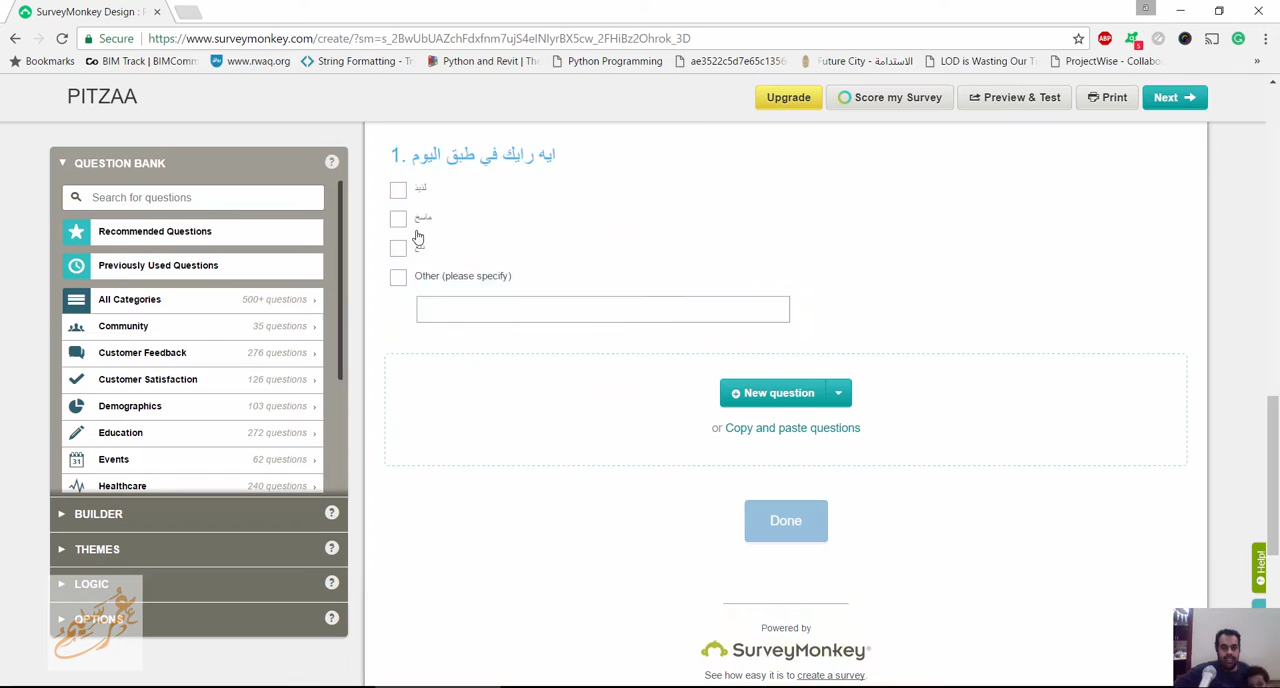 SurveyMonkey Design :
Secure
https://www.surveymonkey.com/create/?sm=s_2BwUbUAZchFdxfnm7ujS4eINIyrBX5cw_2FHiBz2Ohrok_3D
ABP
5
Bookmarks
BIM Track | BIMComm
www.rwaq.org
String Formatting - Tr
Python and Revit | The
Python Programming
ae3522c5d7e65c1356
Future City - الاستدامة
LOD is Wasting Our T
ProjectWise - Collabo
PITZAA
Upgrade
Score my Survey
Preview & Test
Print
Next
QUESTION BANK
Search for questions
Recommended Questions
Previously Used Questions
All Categories 500+ questions
Community 35 questions
Customer Feedback 276 questions
Customer Satisfaction 126 questions
Demographics 103 questions
Education 272 questions
31
Events 62 questions
Healthcare 240 questions
BUILDER
THEMES
LOGIC
OPTIONS
1. ايه رايك في طبق اليوم
لذيذ
ماسخ
Other (please specify)
New question
or Copy and paste questions
Done
Powered by
SurveyMonkey
See how easy it is to create a survey.
Help!